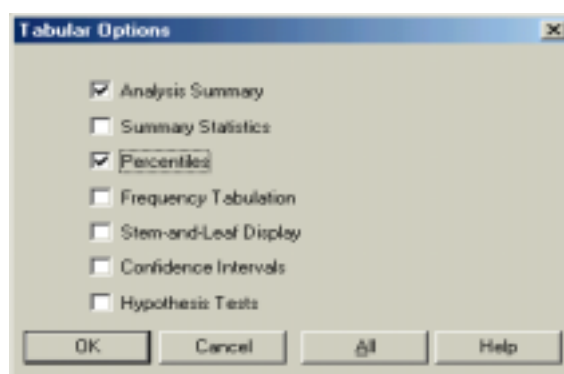 Tabular Options
Analysis Summary
Summary Statistics
Percentiles
Frequency Tabulation
Stem-and-Leaf Display
Confidence Intervals
Hypothesis Tests
OK Cancel All Help